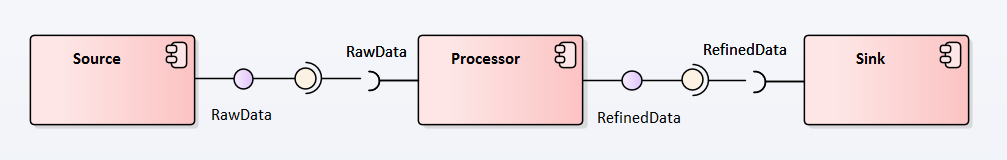 Source
RawData
RawData
Processor
RefinedData
RefinedData
Sink